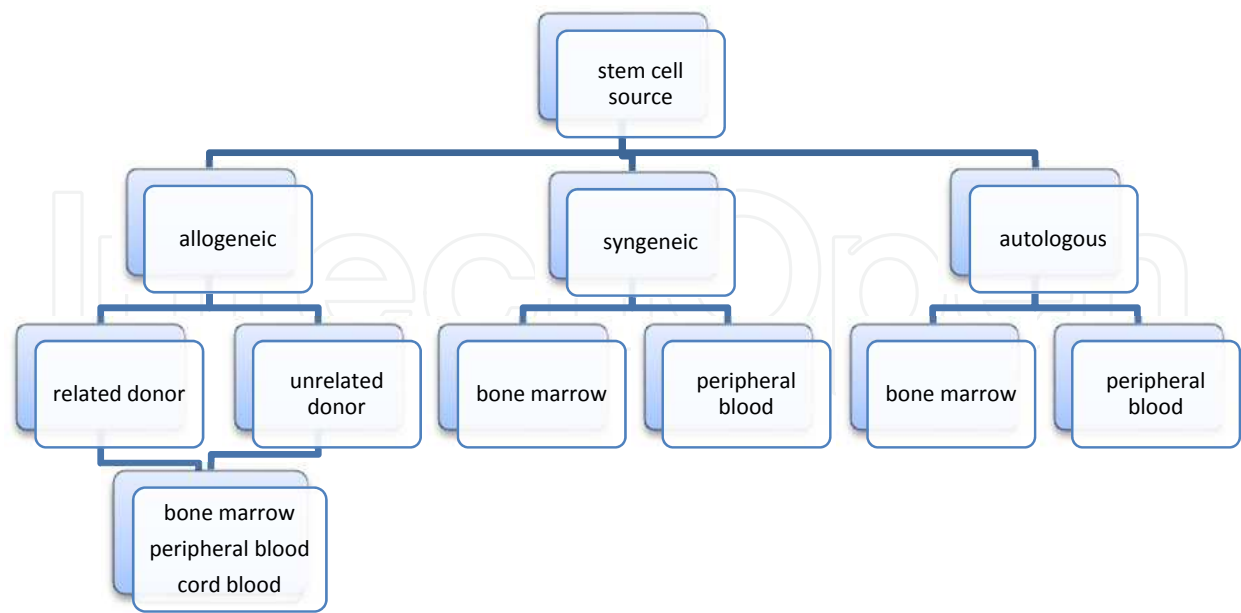 stem cell
source
allogeneic
syngeneic
autologous
related donor
unrelated
donor
bone marrow
peripheral
blood
bone marrow
peripheral
blood
bone marrow
peripheral blood
cord blood
IntechOpen